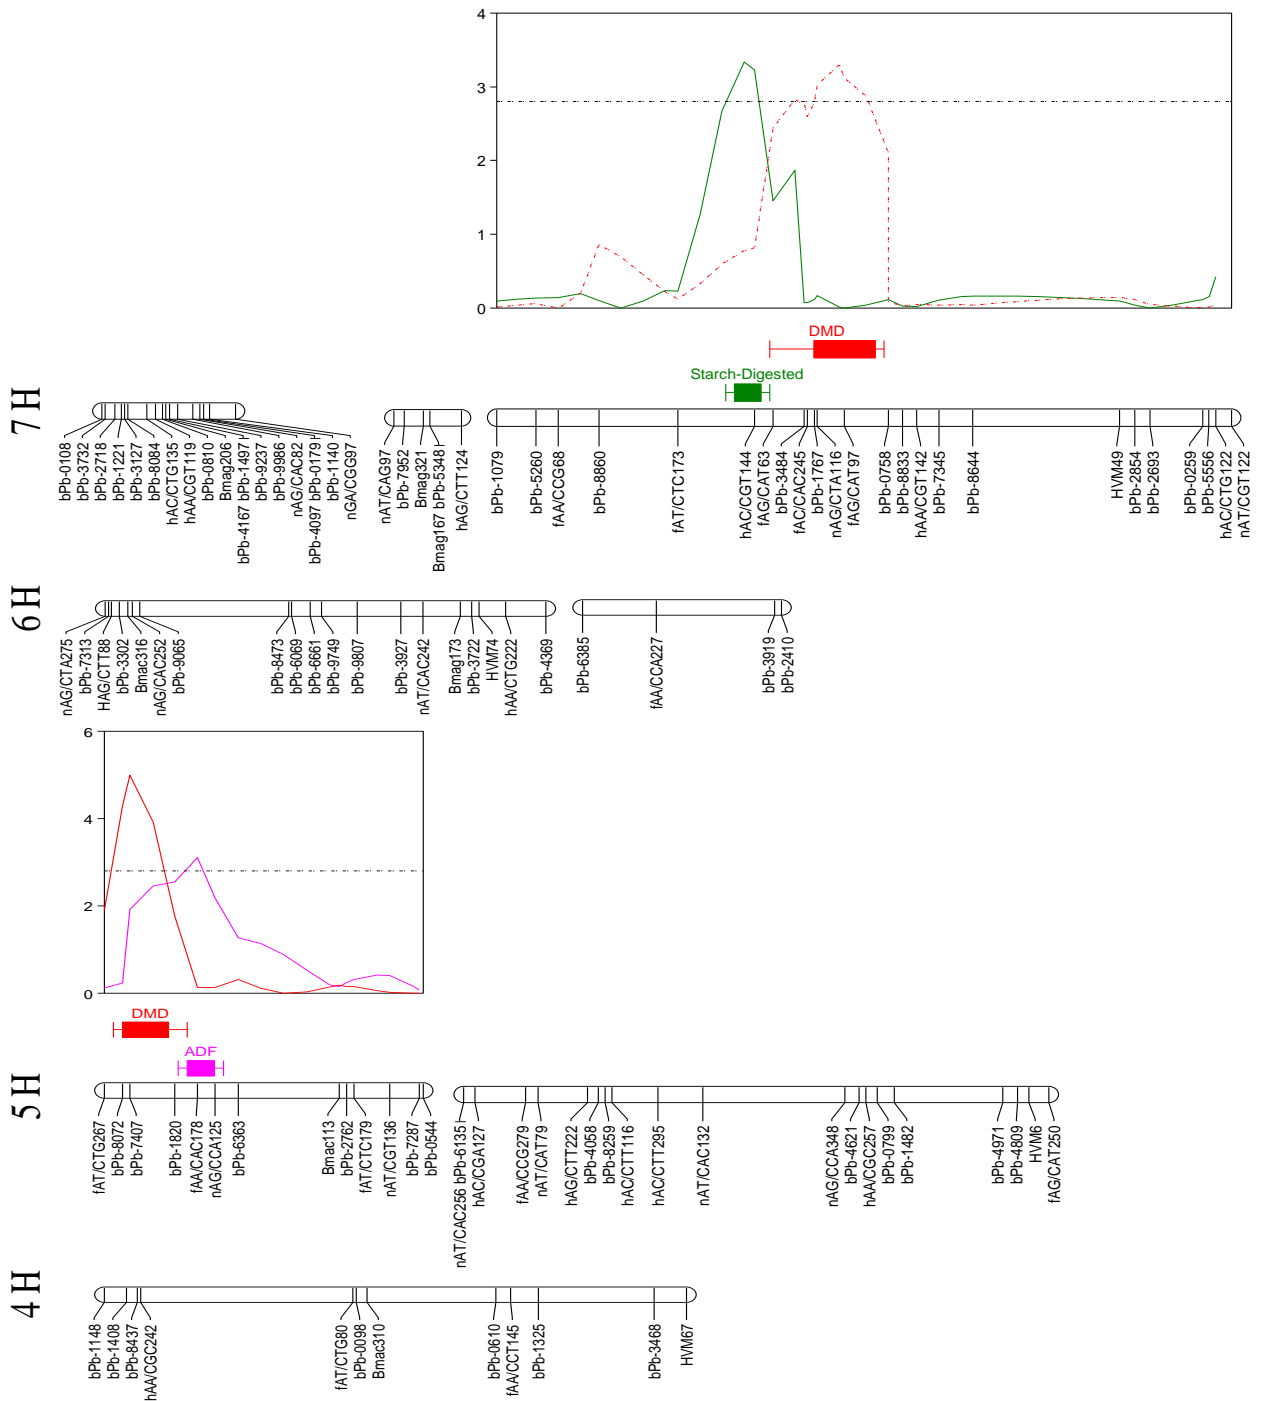 4
3
2
1
0
DMD
Starch-Digested
7H
bPb-0108
bPb-3732
bPb-2718
bPb-1221
bPb-3127
bPb-8084
hAC/CTG135
hAA/CGT119
bPb-0810
Bmag206
bPb-4167 bPb-1497
bPb-9237
bPb-9986
nAG/CAC82
bPb-4097 bPb-0179
bPb-1140
nGA/CGG97
nAT/CAG97
bPb-7952
Bmag321
Bmag167 bPb-5348
hAG/CTT124
bPb-1079
bPb-5260
fAA/CCG68
bPb-8860
fAT/CTC173
hAC/CGT144
fAG/CAT63
bPb-3484
fAC/CAC245
bPb-1767
nAG/CTA116
fAG/CAT97
bPb-0758
bPb-8833
hAA/CGT142
bPb-7345
bPb-8644
HVM49
bPb-2854
bPb-2693
bPb-0259
bPb-5556
hAC/CTG122
nAT/CGT122
6H
nAG/CTA275
bPb-7313
HAG/CTT88
bPb-3302
Bmac316
nAG/CAC252
bPb-9065
bPb-8473
bPb-6069
bPb-6661
bPb-9749
bPb-9807
bPb-3927
nAT/CAC242
Bmag173
bPb-3722
HVM74
hAA/CTG222
bPb-4369
bPb-6385
fAA/CCA227
bPb-3919
bPb-2410
6
4
2
0
DMD
ADF
5H
fAT/CTG267
bPb-8072
bPb-7407
bPb-1820
fAA/CAC178
nAG/CCA125
bPb-6363
Bmac113
bPb-2762
fAT/CTC179
nAT/CGT136
bPb-7287
bPb-0544
nAT/CAC256 bPb-6135
hAC/CGA127
fAA/CCG279
nAT/CAT79
hAG/CTT222
bPb-4058
bPb-8259
hAC/CTT116
hAC/CTT295
nAT/CAC132
nAG/CCA348
bPb-4621
hAA/CGC257
bPb-0799
bPb-1482
bPb-4971
bPb-4809
HVM6
fAG/CAT250
4H
bPb-1148
bPb-1408
bPb-8437
hAA/CGC242
fAT/CTG80
bPb-0098
Bmac310
bPb-0610
fAA/CCT145
bPb-1325
bPb-3468
HVM67